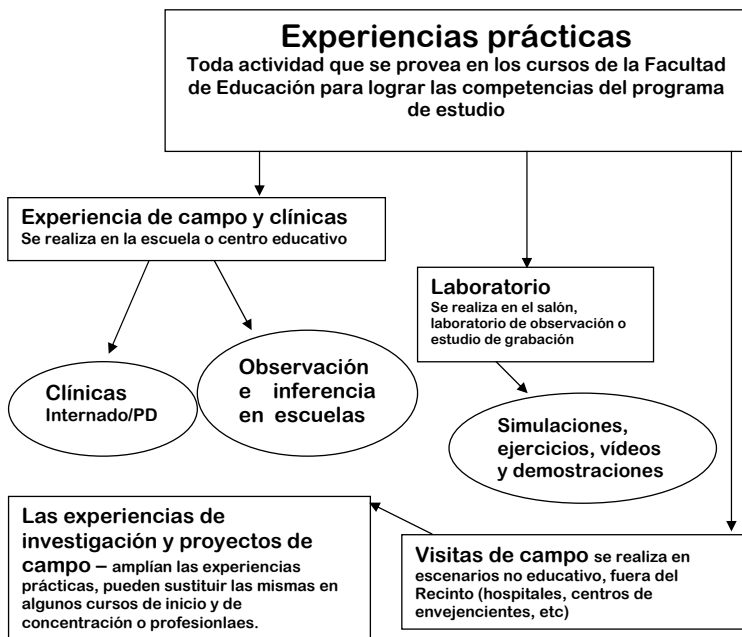 Experiencias prácticas
Toda actividad que se provea en los cursos de la Facultad
de Educación para lograr las competencias del programa
de estudio
Experiencia de campo y clínicas
Se realiza en la escuela o centro educativo
Laboratorio
Se realiza en el salón,
laboratorio de observación o
estudio de grabación
Clínicas
Internado/PD
Observación
e inferencia
en escuelas
Simulaciones,
ejercicios, vídeos
y demostraciones
Las experiencias de
investigación y proyectos de
campo – amplían las experiencias
prácticas, pueden sustituir las mismas en
algunos cursos de inicio y de
concentración o profesionlaes.
Visitas de campo se realiza en
escenarios no educativo, fuera del
Recinto (hospitales, centros de
envejencientes, etc)